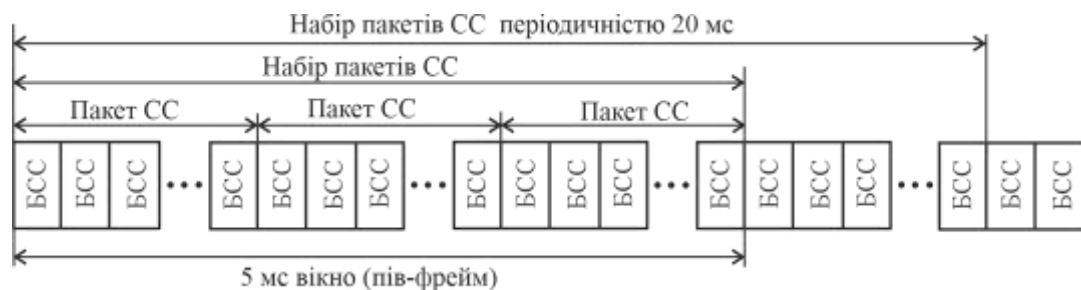 Набір пакетів СС періодичністю 20 мс
Набір пакетів СС
Пакет СС Пакет СС Пакет СС
БСС БСС БСС ••• БСС БСС БСС БСС ••• БСС БСС БСС БСС ••• БСС БСС БСС БСС ••• БСС БСС БСС
5 мс вікно (пів-фрейм)